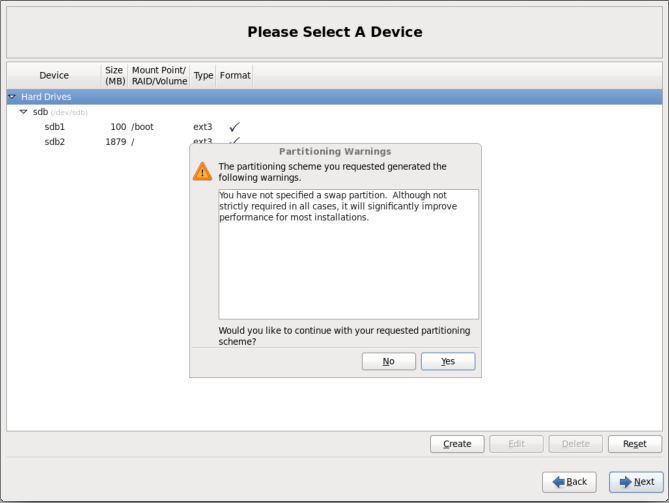 Please Select A Device
Device
Size (MB)
Mount Point/ RAID/Volume
Type
Format
Hard Drives
sdb (/dev/sdb)
sdb1 100 /boot ext3
sdb2 1879 / ext3
Partitioning Warnings
The partitioning scheme you requested generated the
following warnings.
You have not specified a swap partition. Although not
strictly required in all cases, it will significantly improve
performance for most installations.
Would you like to continue with your requested partitioning
scheme?
No
Yes
Create
Edit
Delete
Reset
Back
Next